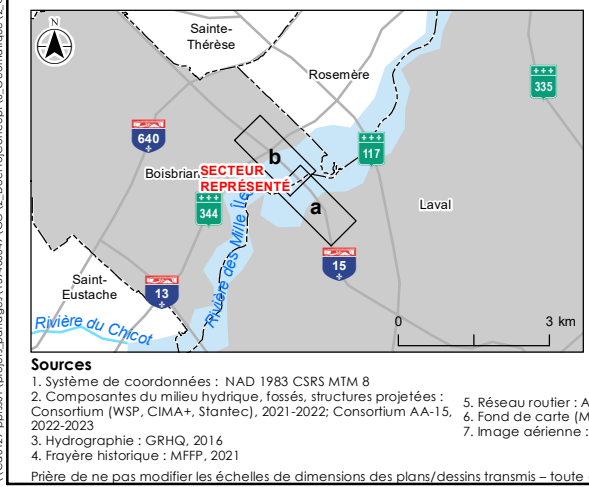 N
Sainte-
Thérèse
Rosemère
335
640
117
b
SECTEUR
REPRÉSENTÉ
344
a
Laval
15
Saint-
Eustache
13
Rivière des Mille
Rivière du Chicot
0 3 km
Sources
1. Système de coordonnées : NAD 1983 CSRS MTM 8
2. Composantes du milieu hydrique, fossés, structures projetées :
Consortium (WSP, CIMA+, Stantec), 2021-2022; Consortium AA-15,
2022-2023
3. Hydrographie : GRHQ, 2016
4. Frayère historique : MFFP, 2021
5. Réseau routier : A
6. Fond de carte (M
7. Image aérienne :
Prière de ne pas modifier les échelles de dimensions des plans/dessins transmis – toute